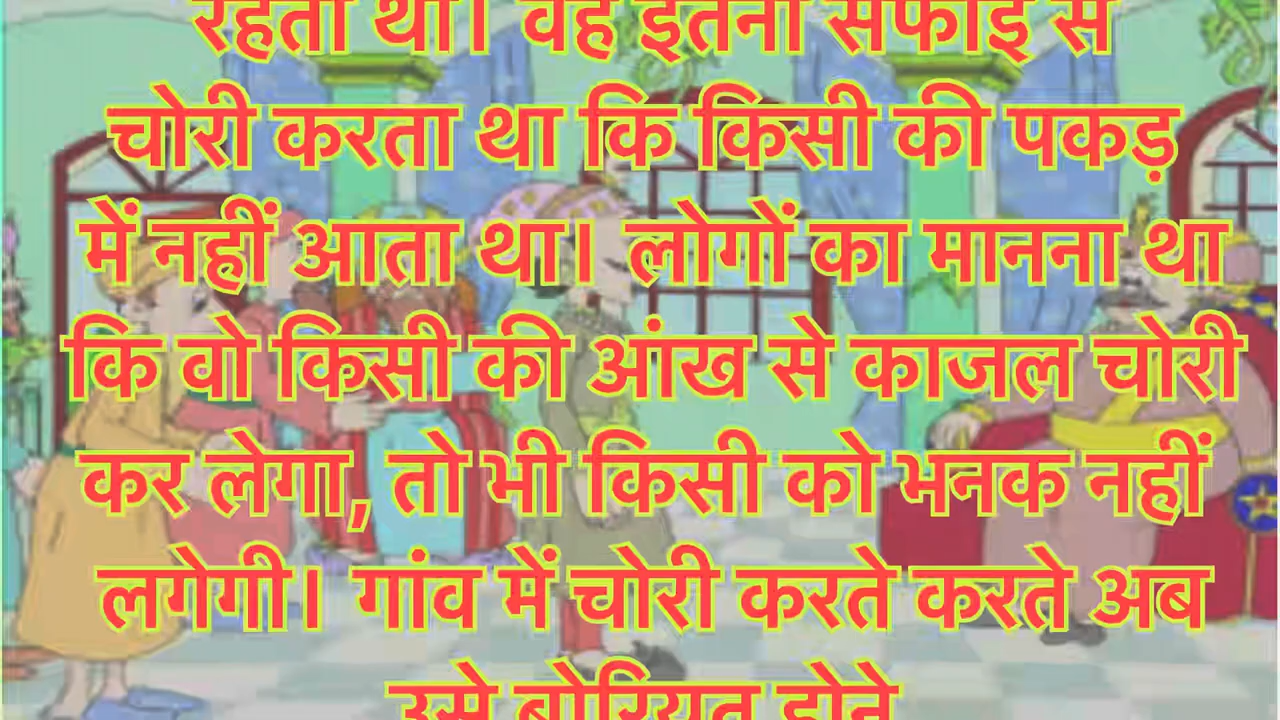 रहता था। वह इतनी सफाई से
चोरी करता था कि किसी की पकड़
में नहीं आता था। लोगों का मानना था
कि वो किसी की आंख से काजल चोरी
कर लेगा, तो भी किसी को भनक नहीं
लगेगी। गांव में चोरी करते करते अब
उसे बोरियत होने